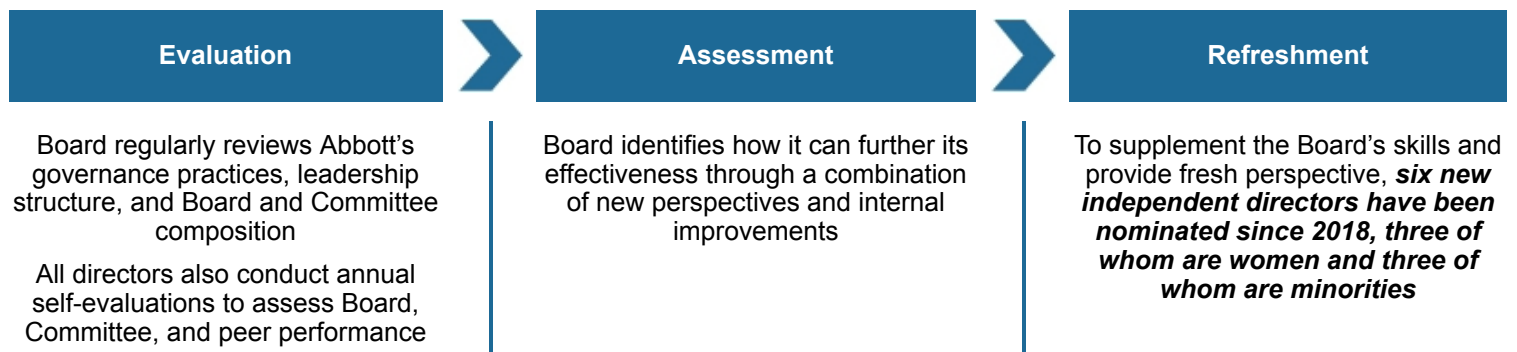 Evaluation
Board regularly reviews Abbott’s
governance practices, leadership
structure, and Board and Committee
composition
All directors also conduct annual
self-evaluations to assess Board,
Committee, and peer performance
Assessment
Board identifies how it can further its
effectiveness through a combination
of new perspectives and internal
improvements
Refreshment
To supplement the Board’s skills and
provide fresh perspective, six new
independent directors have been
nominated since 2018, three of
whom are women and three of
whom are minorities